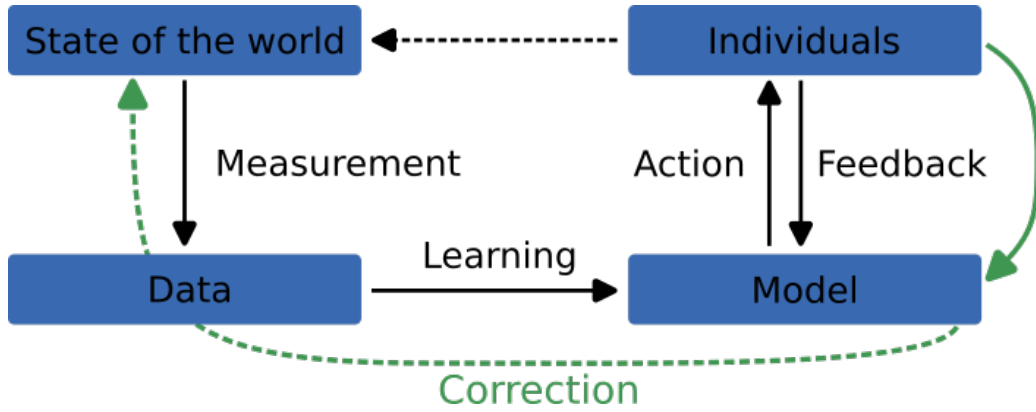 State of the world
Individuals
Measurement
Action
Feedback
Learning
Data
Model
Correction